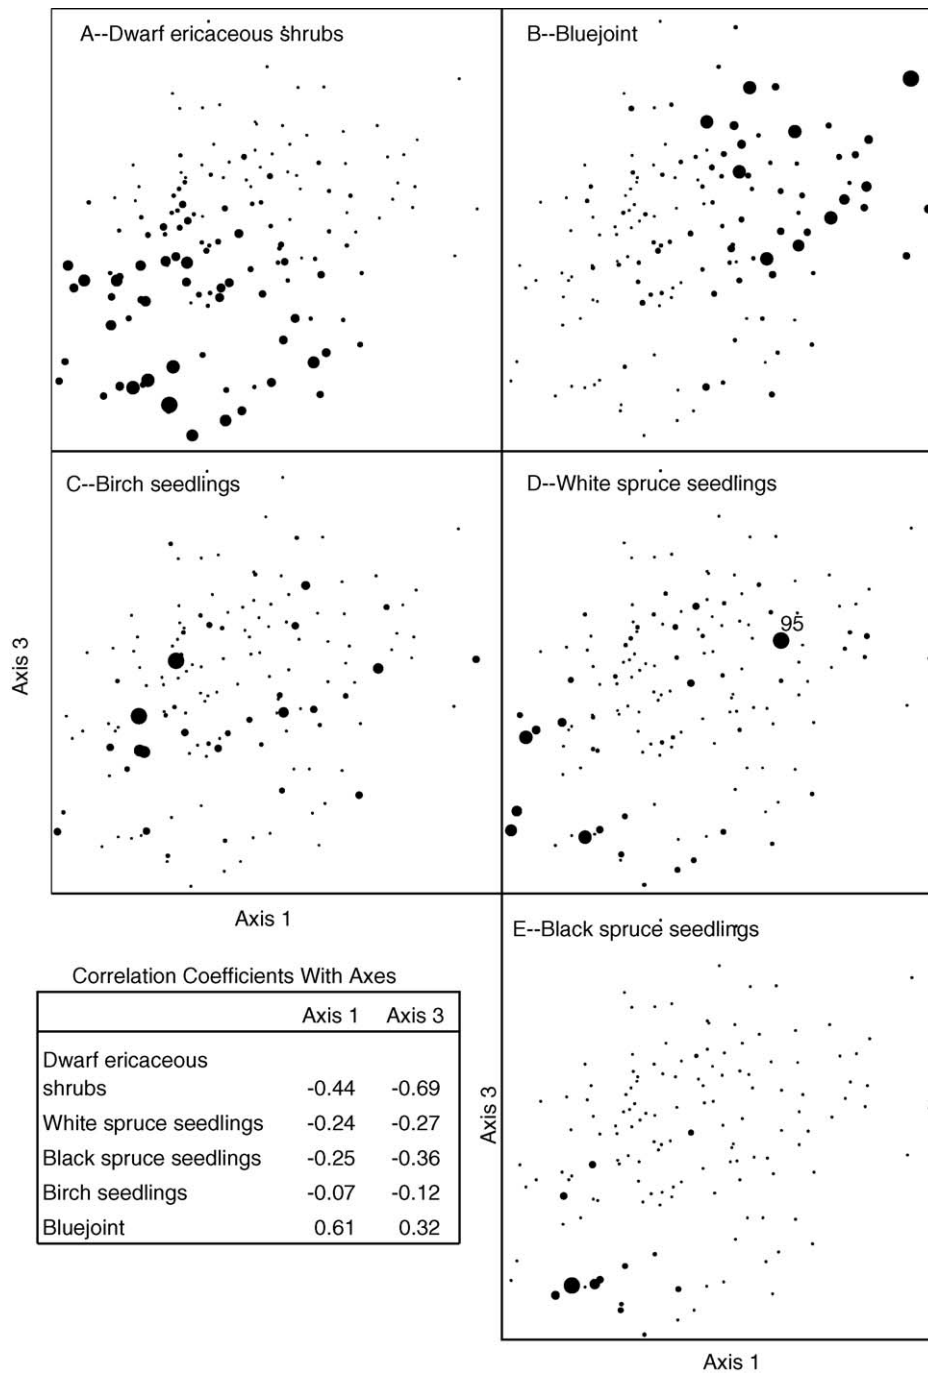 A--Dwarf ericaceous shrubs
B--Bluejoint
C--Birch seedlings
D--White spruce seedlings
95
Axis 3
Axis 1
E--Black spruce seedlings
Correlation Coefficients With Axes
Axis 1 Axis 3
Dwarf ericaceous
shrubs -0.44 -0.69
White spruce seedlings -0.24 -0.27
Black spruce seedlings -0.25 -0.36
Birch seedlings -0.07 -0.12
Bluejoint 0.61 0.32
Axis 3
Axis 1